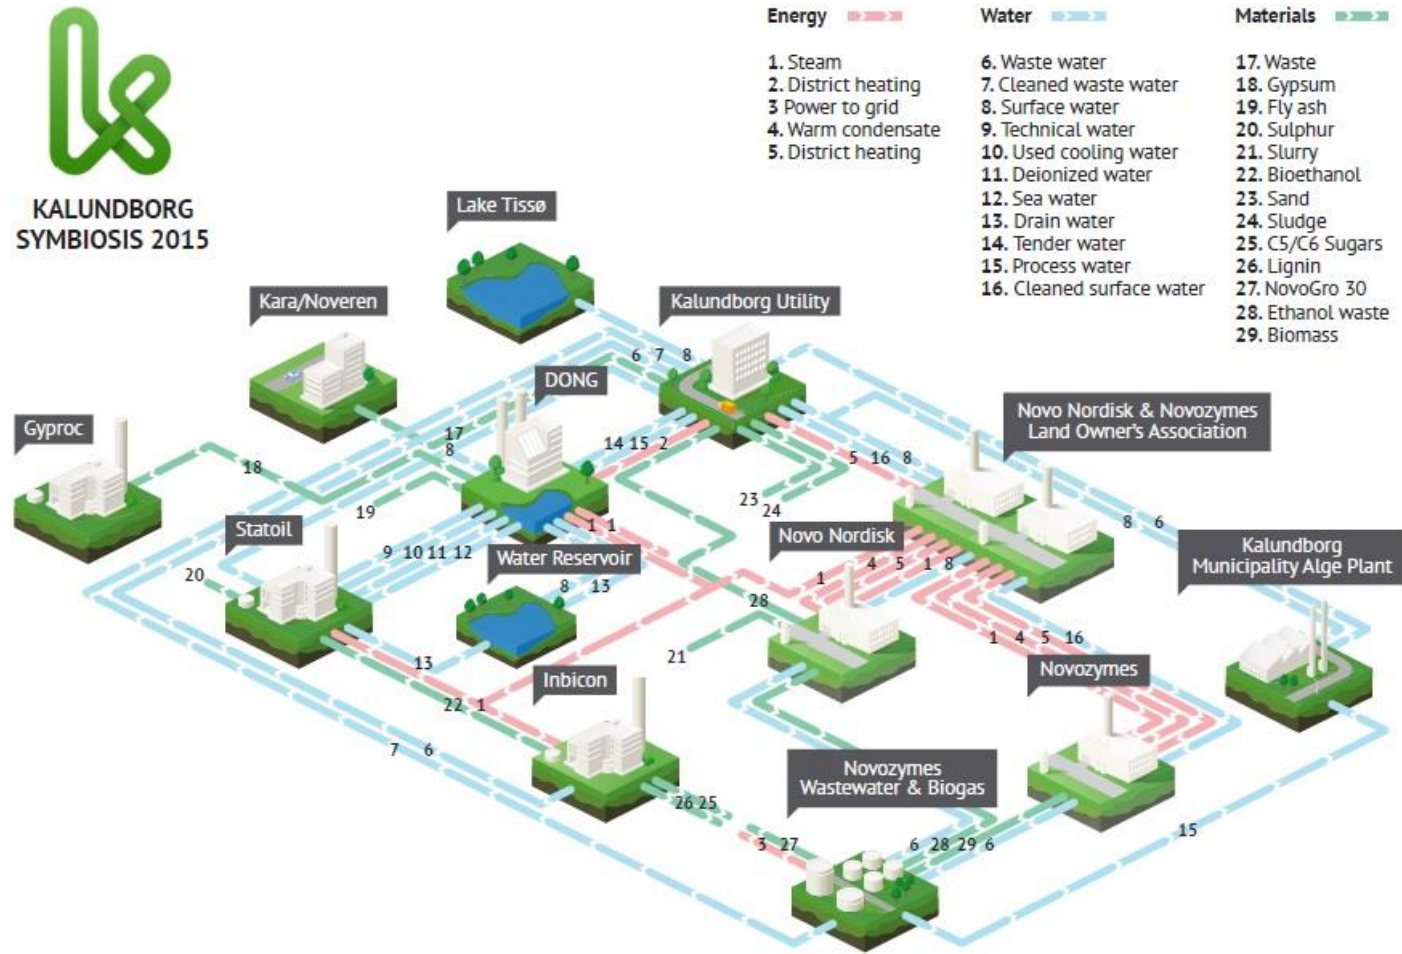 KALUNDBORG
SYMBIOSIS 2015
Energy
1. Steam
2. District heating
3 Power to grid
4. Warm condensate
5. District heating
Water
6. Waste water
7. Cleaned waste water
8. Surface water
9. Technical water
10. Used cooling water
11. Deionized water
12. Sea water
13. Drain water
14. Tender water
15. Process water
16. Cleaned surface water
Materials
17. Waste
18. Gypsum
19. Fly ash
20. Sulphur
21. Slurry
22. Bioethanol
23. Sand
24. Sludge
25. C5/C6 Sugars
26. Lignin
27. NovoGro 30
28. Ethanol waste
29. Biomass
Lake Tissø
Kara/Noveren
Kalundborg Utility
6 7 8
DONG
Novo Nordisk & Novozymes
Land Owner's Association
Gyproc
17
8
14 15 2
5 16 8
18
23
24
19
Statoil
1 1
8 6
9 10 11 12
Water Reservoir
Novo Nordisk
Kalundborg
Municipality Alge Plant
20
8 13
1 4 5 1 8
28
1 4 5 16
21
13
Inbicon
Novozymes
22 1
7 6
Novozymes
Wastewater & Biogas
26 25
3 27
6 28 29 6
15